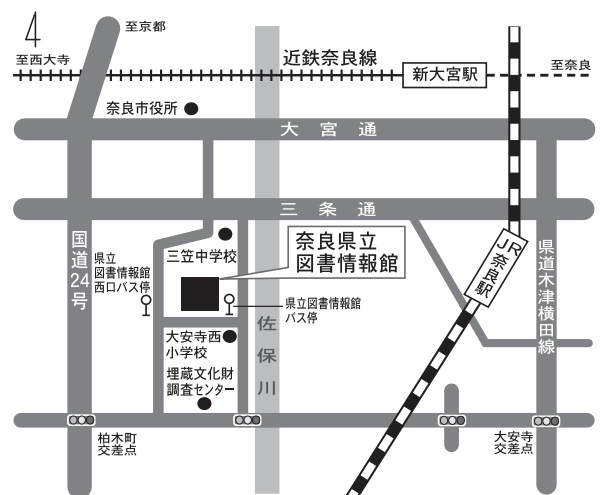 4
至京都
至西大寺
近鉄奈良線
新大宮駅
至奈良
奈良市役所
大宮通
三条通
国道24号
県立
図書情報館
西口バス停
三笠中学校
奈良県立
図書情報館
JR奈良駅
県道木津横田線
県立図書情報館
バス停
佐保川
大安寺西
小学校
埋蔵文化財
調査センター
柏木町
交差点
大安寺
交差点